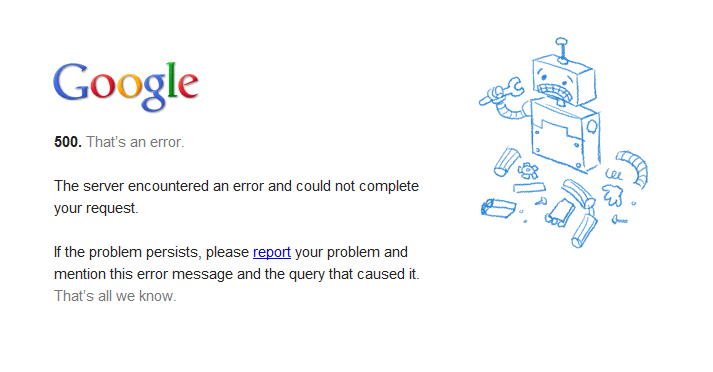 Google
500. That's an error.
The server encountered an error and could not complete
your request.
If the problem persists, please report your problem and
mention this error message and the query that caused it.
That's all we know.